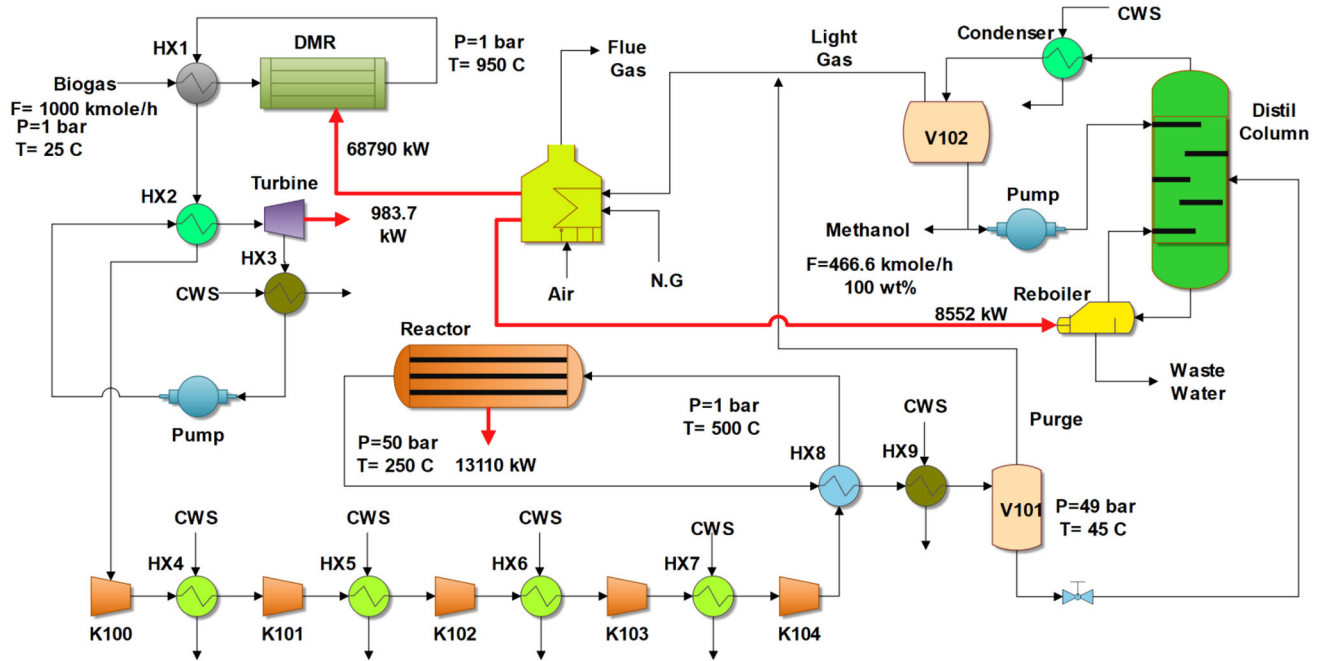 HX1
DMR
P=1 bar
T= 950 C
Biogas
F= 1000 kmole/h
P=1 bar
T= 25 C
68790 kW
Flue
Gas
Light
Gas
Condenser
CWS
V102
Distil
Column
HX2
Turbine
983.7
kW
HX3
CWS
Pump
Air
N.G
Methanol
F=466.6 kmole/h
100 wt%
Pump
Reboiler
8552 kW
Waste
Water
Reactor
P=50 bar
T= 250 C
13110 kW
P=1 bar
T= 500 C
HX8
CWS
HX9
Purge
V101
P=49 bar
T= 45 C
CWS
HX4
CWS
HX5
CWS
HX6
CWS
HX7
K100
K101
K102
K103
K104